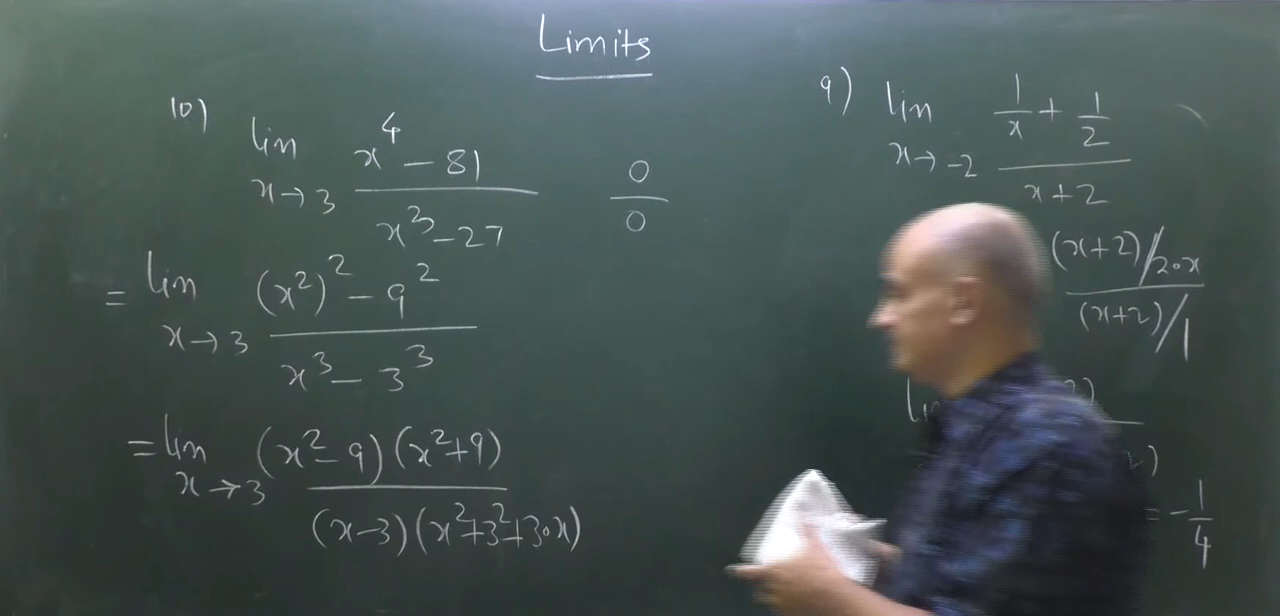 Limits
10) lim x→3 (x^4 - 81)/(x^3 - 27) 0/0
= lim x→3 ((x^2)^2 - 9^2)/(x^3 - 3^3)
= lim x→3 (x^2 - 9)(x^2 + 9)/(x-3)(x^2+3^2+3∘x)
9) lim x→-2 (1/x + 1/2)/(x+2)
((x+2)/2∘x)/((x+2)/1)
= -1/4